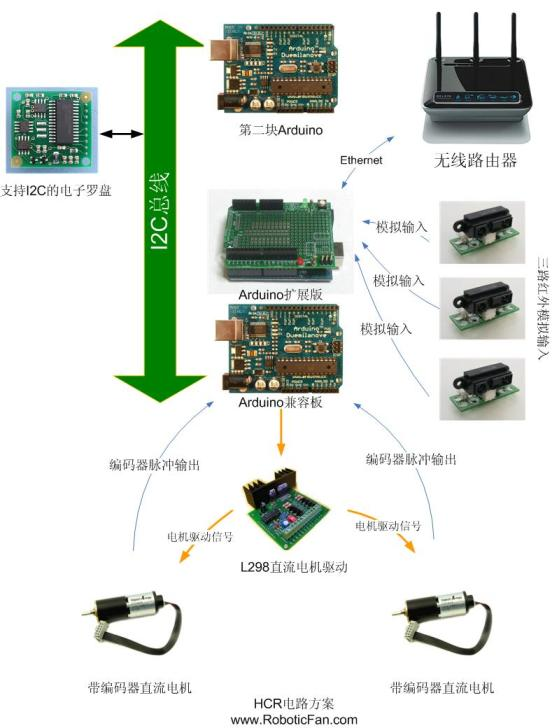 Arduino
Duemilanove
第二块Arduino
无线路由器
Ethernet
支持I2C的电子罗盘
I2C总线
模拟输入
模拟输入
模拟输入
三路红外模拟输入
Arduino扩展版
Arduino
Duemilanove
Arduino兼容板
编码器脉冲输出
编码器脉冲输出
电机驱动信号
电机驱动信号
L298直流电机驱动
带编码器直流电机
带编码器直流电机
HCR电路方案
www.RoboticFan.com